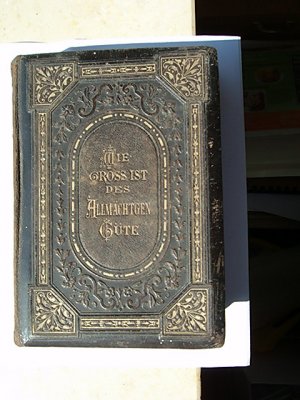 WIE
GROSS IST
DES
ALLMÄCHTGEN
GÜTE